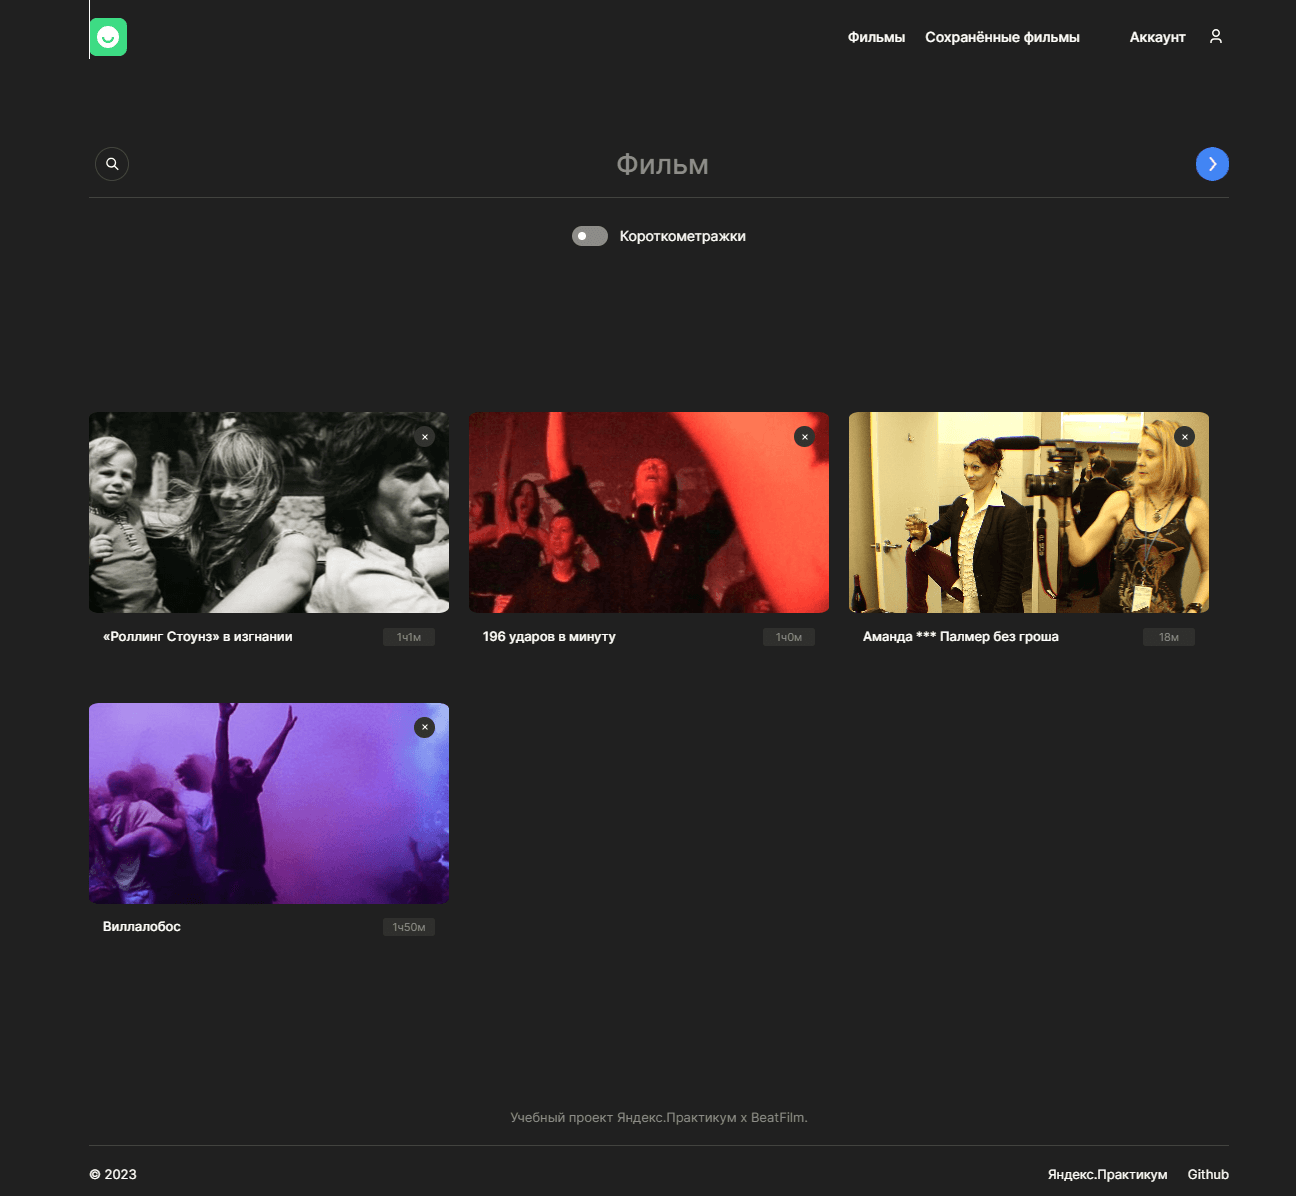 Фильмы Сохранённые фильмы Аккаунт
Фильм
Короткометражки
«Роллинг Стоунз» в изгнании 1ч1м
196 ударов в минуту 1ч0м
Аманда *** Палмер без гроша 18м
Виллалобос 1ч50м
Учебный проект Яндекс.Практикум х BeatFilm.
© 2023 Яндекс.Практикум Github